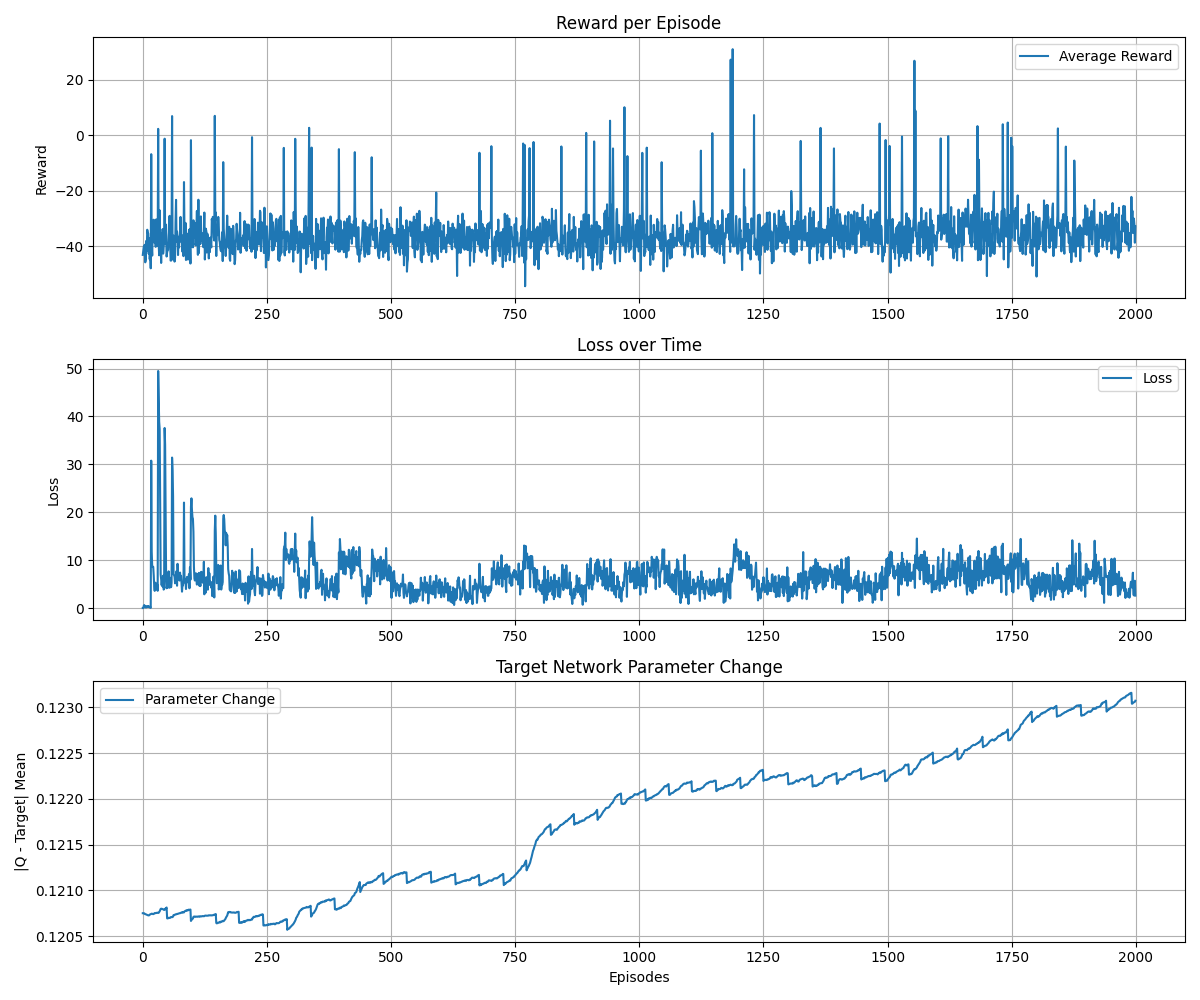 Reward per Episode
Average Reward
Reward
20
0
−20
−40
0 250 500 750 1000 1250 1500 1750 2000
Loss over Time
Loss
Loss
50
40
30
20
10
0
0 250 500 750 1000 1250 1500 1750 2000
Target Network Parameter Change
Parameter Change
|Q - Target| Mean
0.1230
0.1225
0.1220
0.1215
0.1210
0.1205
0 250 500 750 1000 1250 1500 1750 2000
Episodes